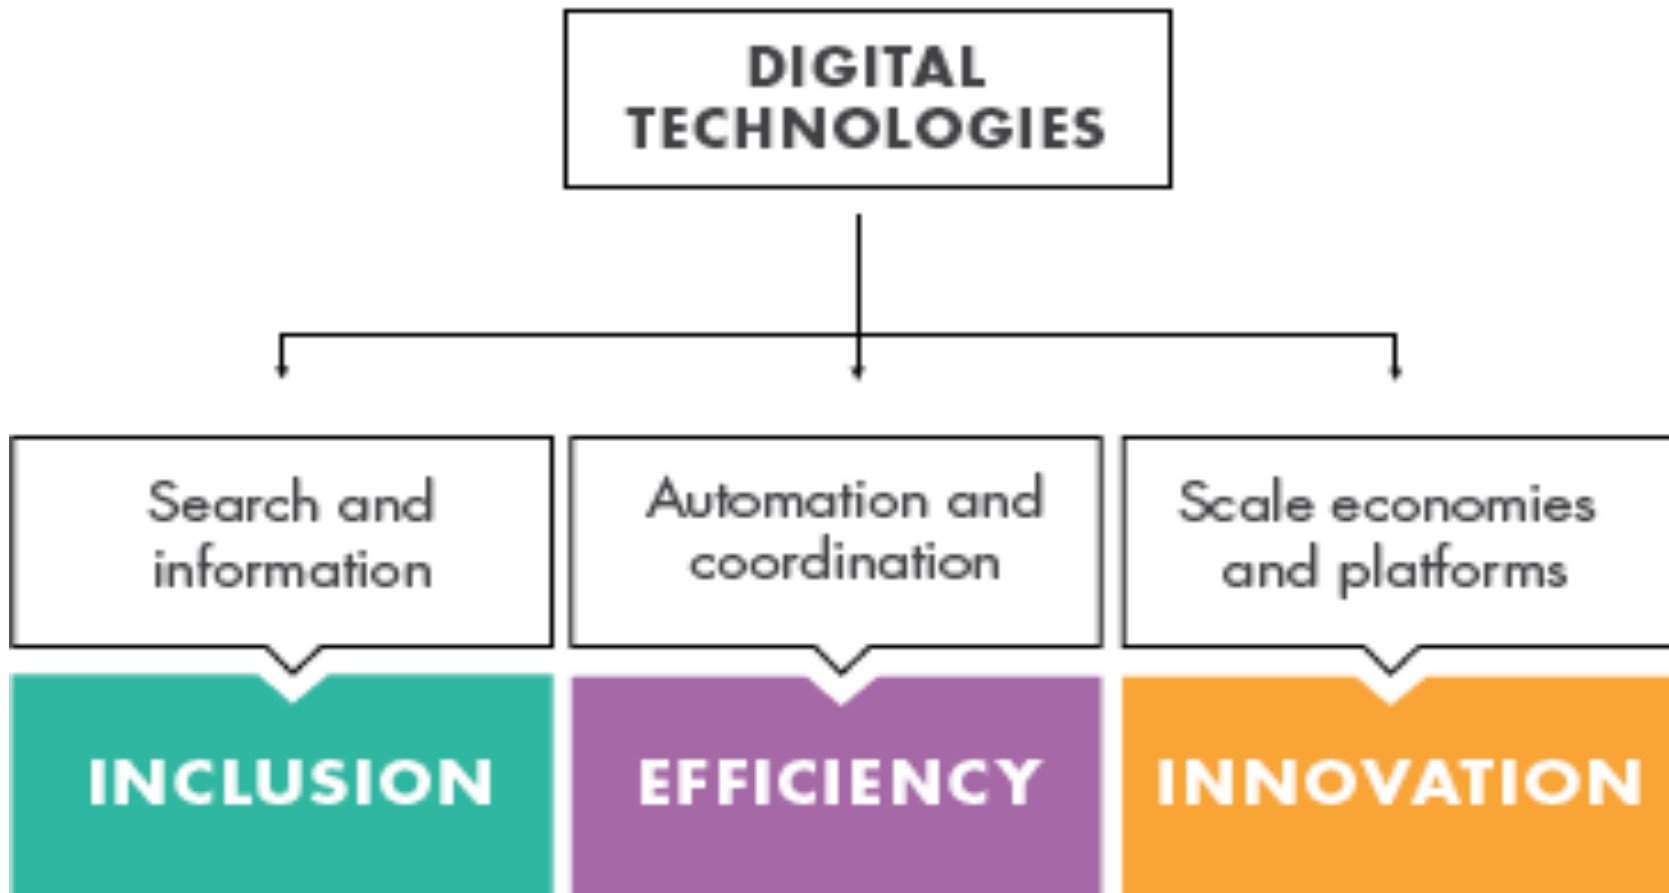 DIGITAL
TECHNOLOGIES
Search and
information
Automation and
coordination
Scale economies
and platforms
INCLUSION
EFFICIENCY
INNOVATION